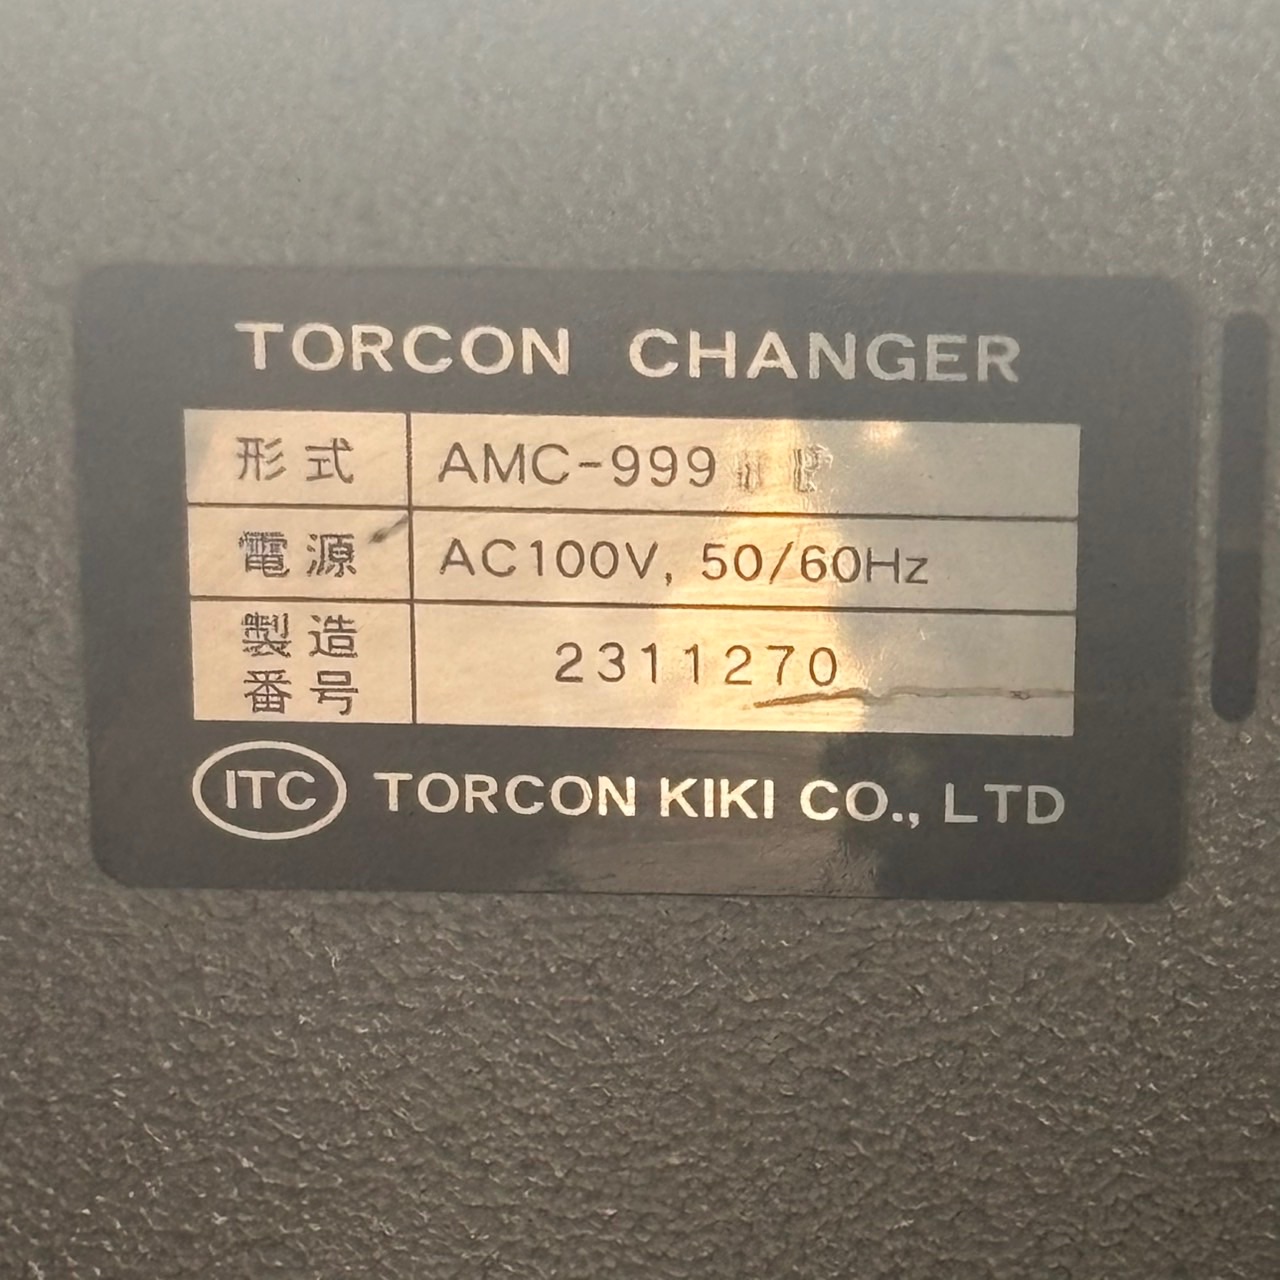 TORCON CHANGER
形式 AMC-999
電源 AC100V, 50/60Hz
製造
番号 2311270
ITC TORCON KIKI CO., LTD